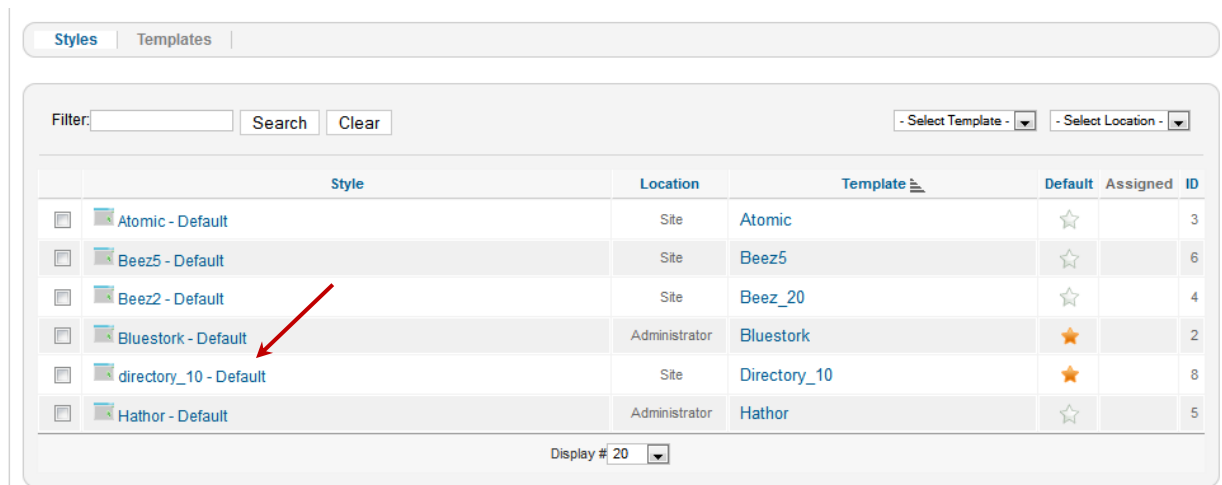 Styles Templates
Filter: Search Clear - Select Template - - Select Location -
Style Location Template Default Assigned ID
Atomic - Default Site Atomic 3
Beez5 - Default Site Beez5 6
Beez2 - Default Site Beez_20 4
Bluestork - Default Administrator Bluestork 2
directory_10 - Default Site Directory_10 8
Hathor - Default Administrator Hathor 5
Display # 20